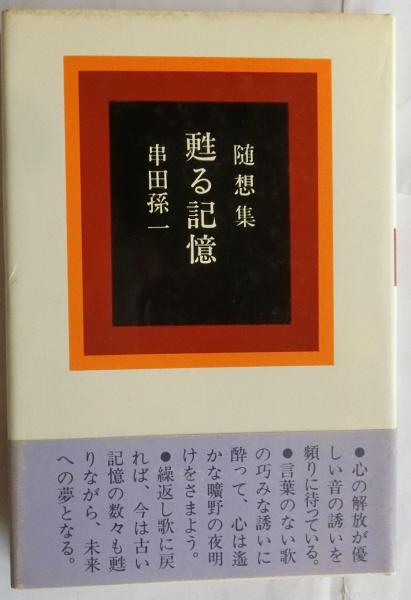 随想集
甦る記憶
串田孫一
●心の解放が優
しい音の誘いを
頻りに待っている。
●言葉のない歌
の巧みな誘いに
酔って、心は遙
かな曠野の夜明
けをさまよう。
●繰返し歌に戻
れば、今は古い
記憶の数々も甦
りながら、未来
への夢となる。